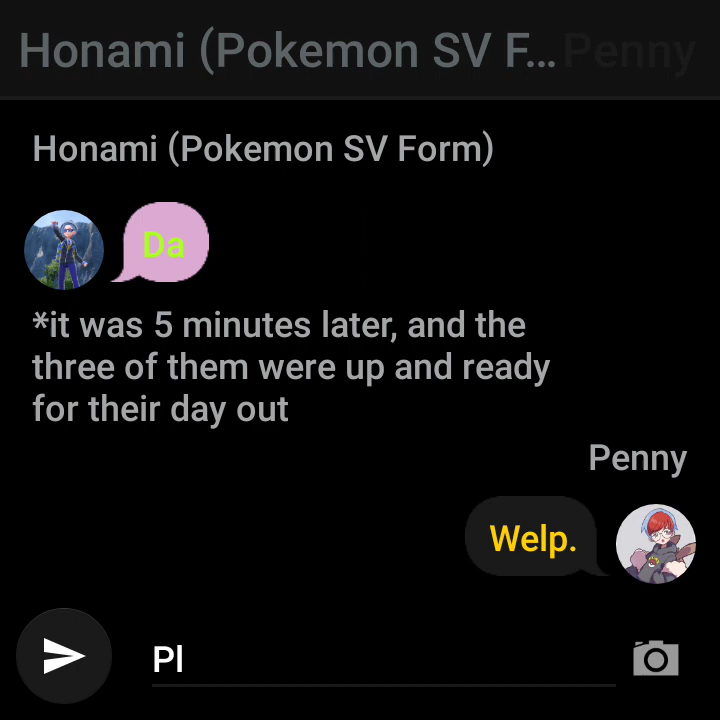 Honami (Pokemon SV F... Penny
Honami (Pokemon SV Form)
Da
*it was 5 minutes later, and the
three of them were up and ready
for their day out
Penny
Welp.
Pl